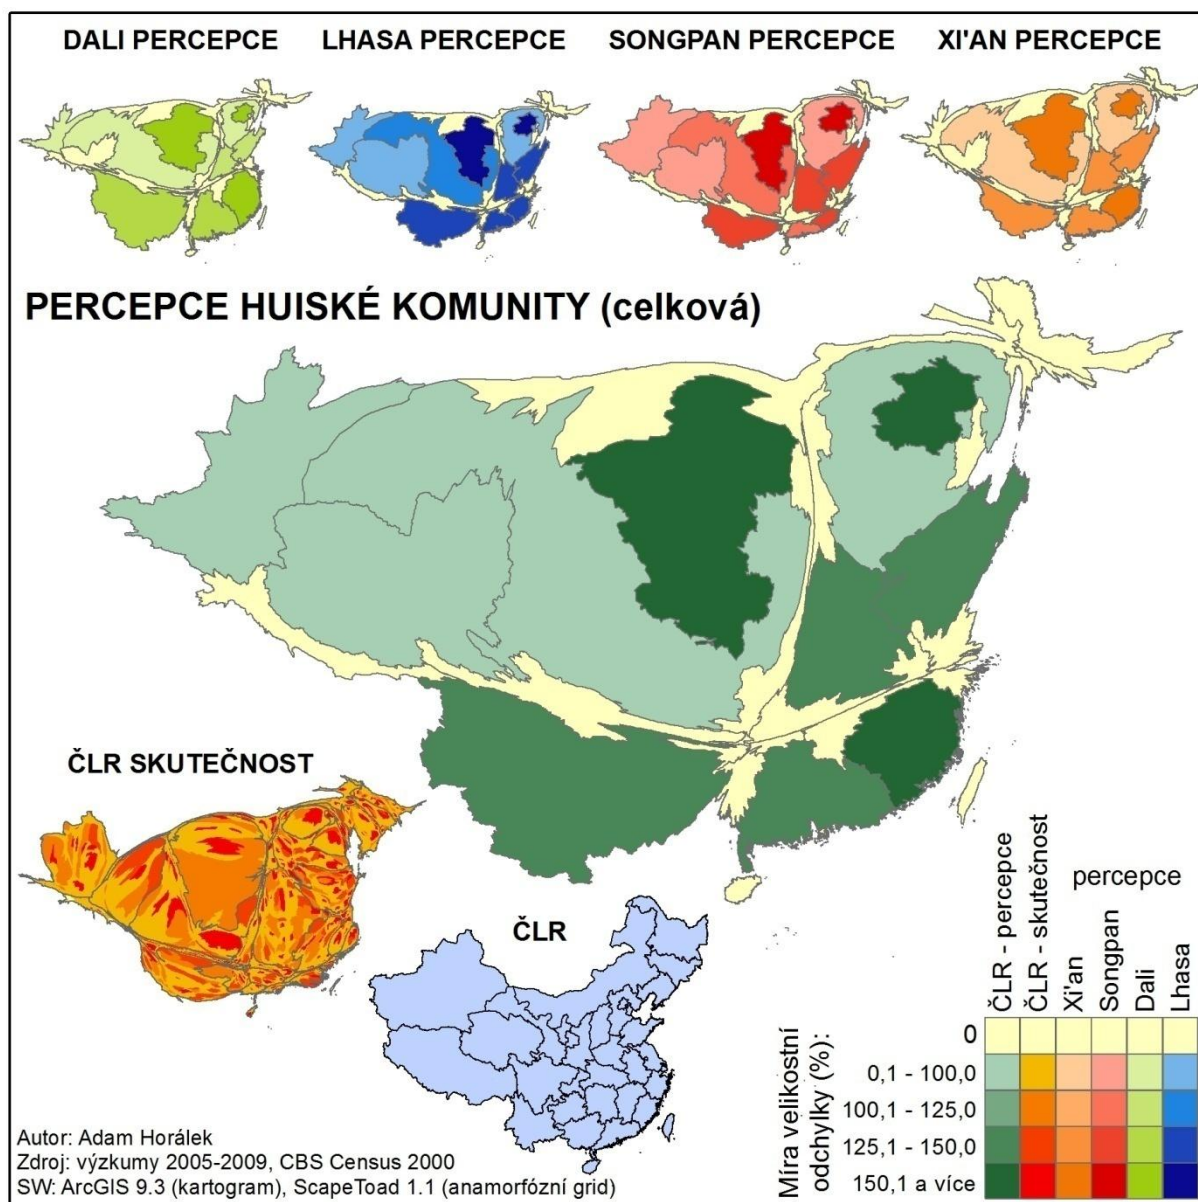 DALI PERCEPCE
LHASA PERCEPCE
SONGPAN PERCEPCE
XI'AN PERCEPCE
PERCEPCE HUISKÉ KOMUNITY (celková)
ČLR SKUTEČNOST
ČLR
percepce
ČLR - percepce
ČLR - skutečnost
Xi'an
Songpan
Dali
Lhasa
Míra velikostní
odchylky (%):
0
0,1 - 100,0
100,1 - 125,0
125,1 - 150,0
150,1 a více
Autor: Adam Horálek
Zdroj: výzkumy 2005-2009, CBS Census 2000
SW: ArcGIS 9.3 (kartogram), ScapeToad 1.1 (anamorfózní grid)